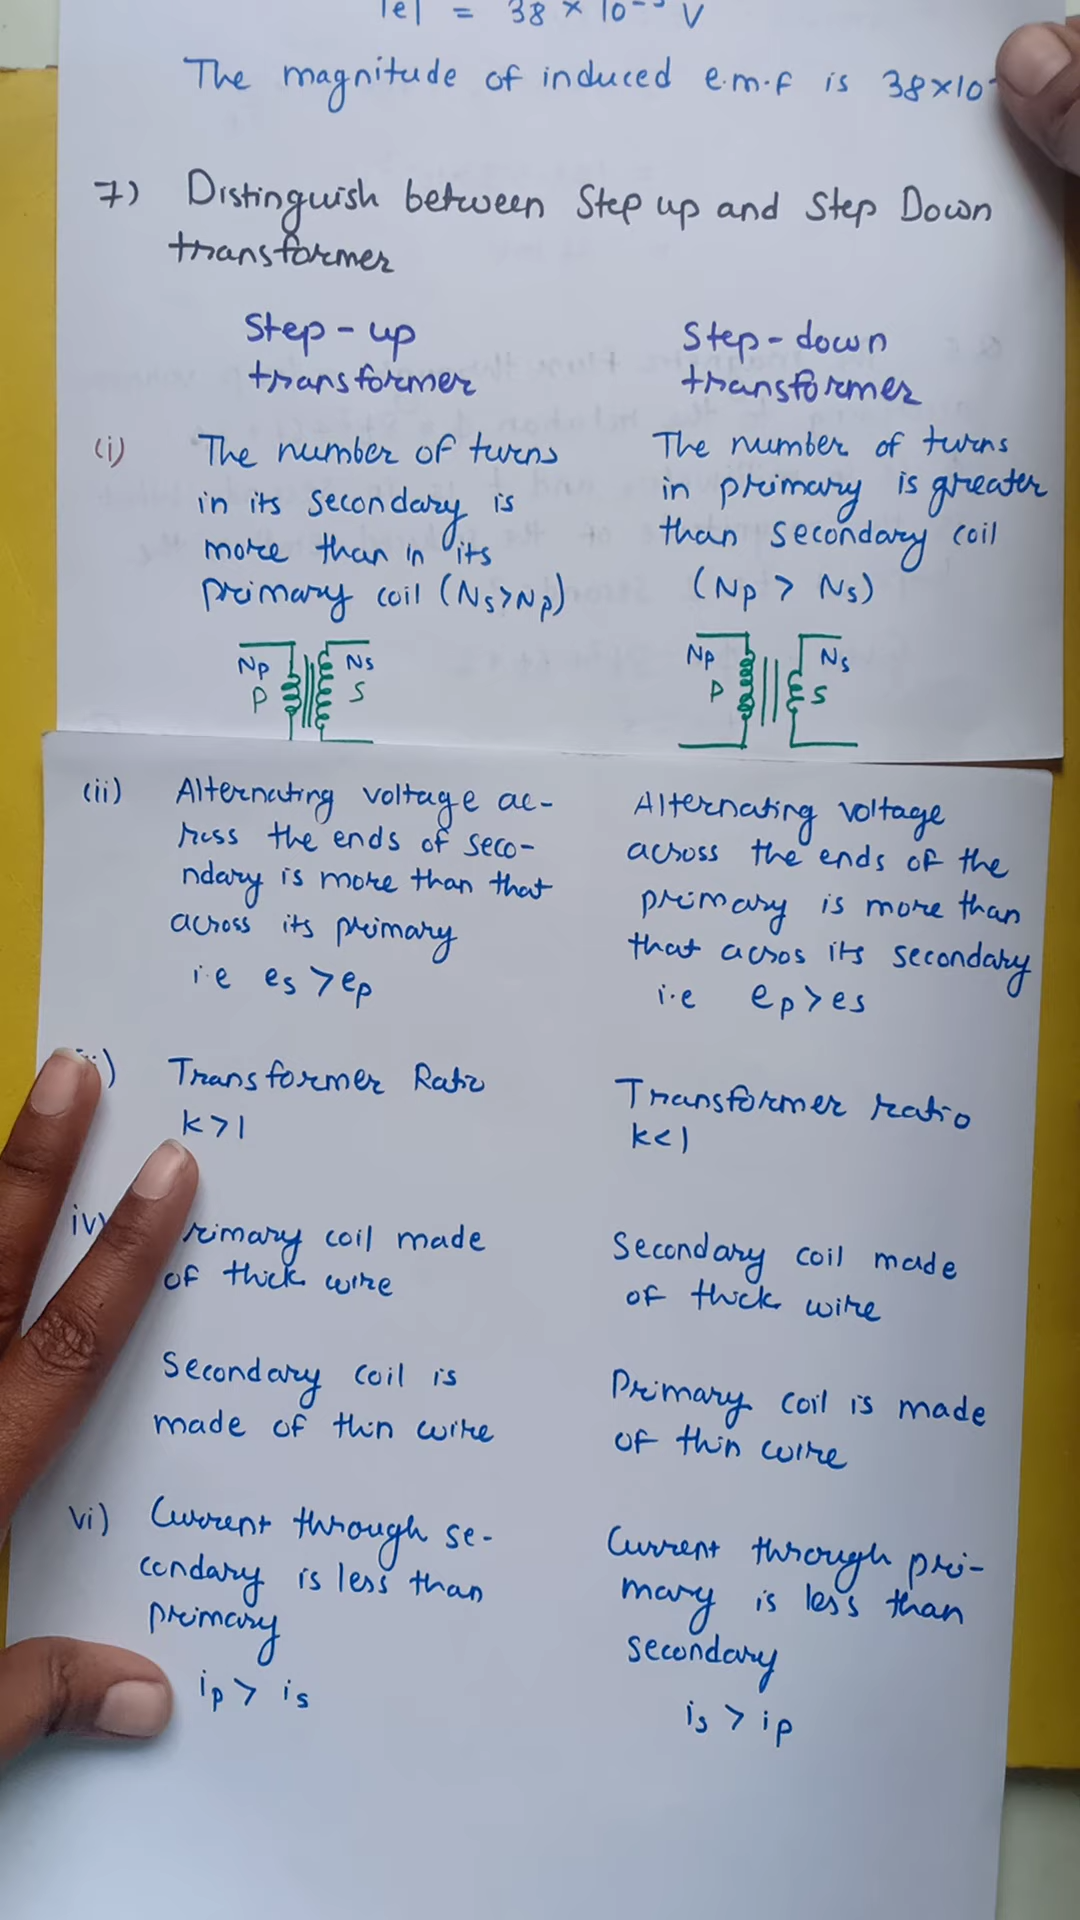 |e| = 38 × 10⁻³ V
The magnitude of induced e.m.f is 38×10
7) Distinguish between Step up and Step Down
transformer
Step-up
transformer
(i) The number of turns
in its secondary is
more than in its
primary coil (Ns>Np)
Np Ns
P S
Step-down
transformer
The number of turns
in primary is greater
than secondary coil
(Np > Ns)
Np Ns
P S
(ii) Alternating voltage ac-
ross the ends of seco-
ndary is more than that
across its primary
i.e es >ep
Alternating voltage
across the ends of the
primary is more than
that acros its secondary
i.e ep>es
Transformer Ratio
k>1
Transformer ratio
k<1
iv) rimary coil made
of thick wire
Secondary coil is
made of thin wire
Secondary coil made
of thick wire
Primary coil is made
of thin wire
vi) Current through se-
condary is less than
primary
ip> is
Current through pri-
mary is less than
secondary
is > ip